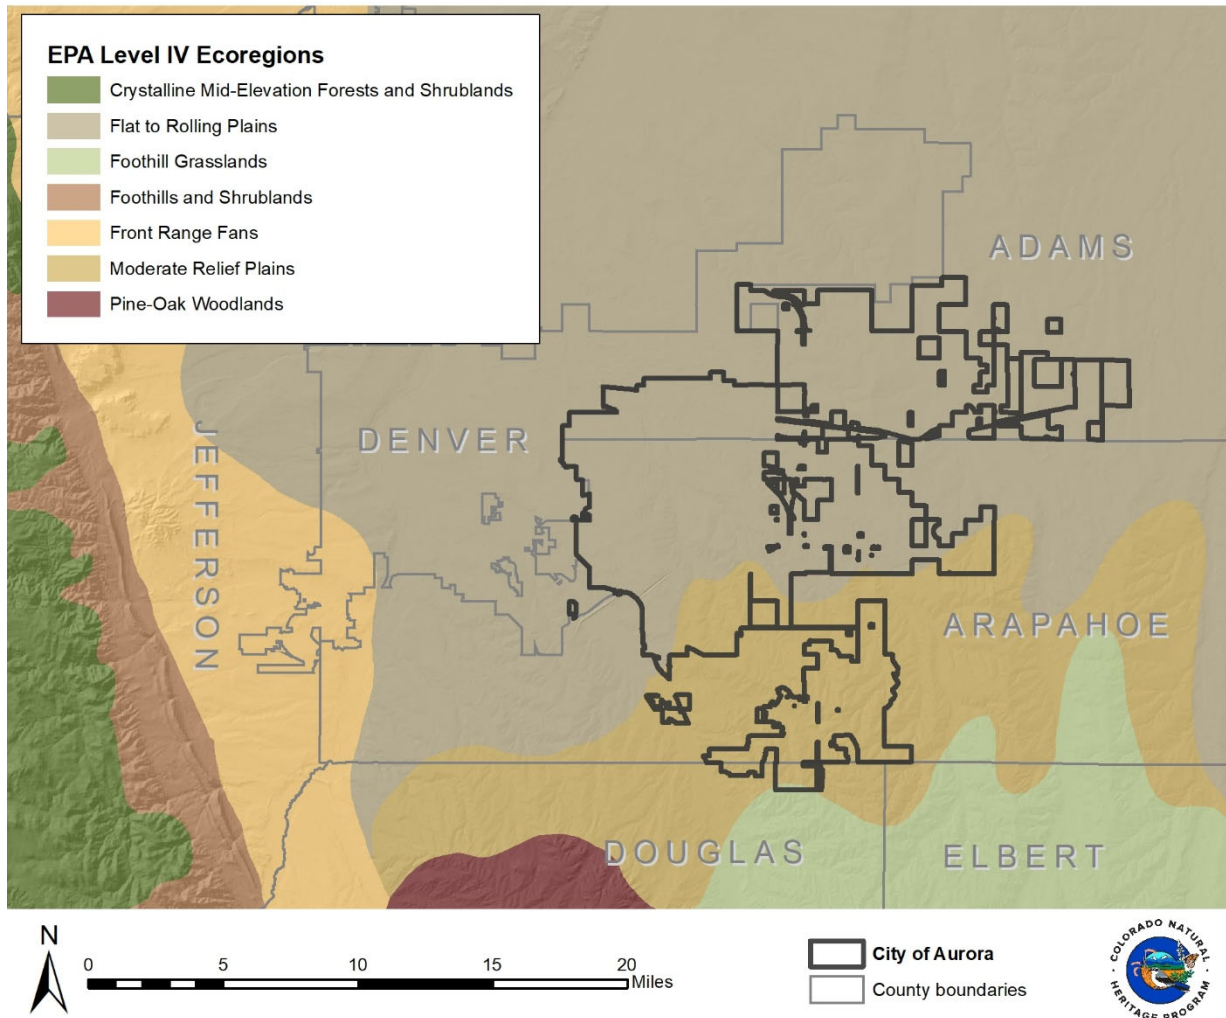 EPA Level IV Ecoregions
Crystalline Mid-Elevation Forests and Shrublands
Flat to Rolling Plains
Foothill Grasslands
Foothills and Shrublands
Front Range Fans
Moderate Relief Plains
Pine-Oak Woodlands
ADAMS
DENVER
JEFFERSON
ARAPAHOE
DOUGLAS
ELBERT
N
0 5 10 15 20
Miles
City of Aurora
County boundaries
COLORADO NATURAL
HERITAGE PROGRAM